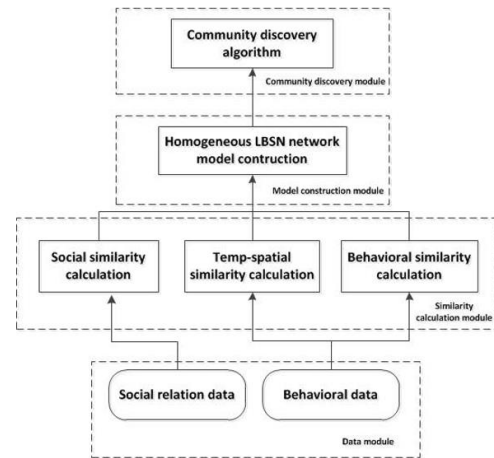 Community discovery
algorithm
Community discovery module
Homogeneous LBSN network
model contruction
Model construction module
Social similarity
calculation
Temp-spatial
similarity calculation
Behavioral similarity
calculation
Similarity
calculation module
Social relation data
Behavioral data
Data module